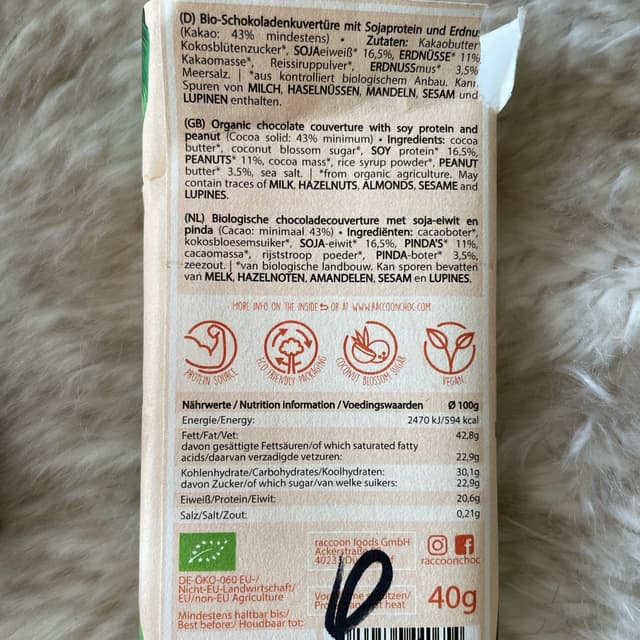 (D) Bio-Schokoladenkuvertüre mit Sojaprotein und Erdnu
(Kakao: 43% mindestens) • Zutaten: Kakaobutter
Kokosblütenzucker*, SOJAeiweiß* 16,5%, ERDNÜSSE* 11%
Kakaomasse*, Reissiruppulver*, ERDNUSSmus* 3,5%
Meersalz. | *aus kontrolliert biologischem Anbau. Kann
Spuren von MILCH, HASELNÜSSEN, MANDELN, SESAM und
LUPINEN enthalten.
(GB) Organic chocolate couverture with soy protein and
peanut (Cocoa solid: 43% minimum) • Ingredients: cocoa
butter*, coconut blossom sugar*, SOY protein* 16.5%,
PEANUTS* 11%, cocoa mass*, rice syrup powder*, PEANUT
butter* 3.5%, sea salt. | *from organic agriculture. May
contain traces of MILK, HAZELNUTS, ALMONDS, SESAME and
LUPINES.
(NL) Biologische chocoladecouverture met soja-eiwit en
pinda (Cacao: minimaal 43%) • Ingrediënten: cacaoboter*,
kokosbloesemsuiker*, SOJA-eiwit* 16,5%, PINDA'S* 11%,
cacaomassa*, rijststroop poeder*, PINDA-boter* 3,5%,
zeezout. | *van biologische landbouw. Kan sporen bevatten
van MELK, HAZELNOTEN, AMANDELEN, SESAM en LUPINES.
MORE INFO ON THE INSIDE OR AT WWW.RACCOONCHOC.COM
PROTEIN SOURCE
ECO FRIENDLY PACKAGING
COCONUT BLOSSOM SUGAR
VEGAN
Nährwerte / Nutrition information / Voedingswaarden Ø 100g
Energie/Energy: 2470 kJ/594 kcal
Fett/Fat/Vet: 42,8g
davon gesättigte Fettsäuren/of which saturated fatty
acids/daarvan verzadigde vetzuren: 22,9g
Kohlenhydrate/Carbohydrates/Koolhydraten: 30,1g
davon Zucker/of which sugar/van welke suikers: 22,9g
Eiweiß/Protein/Eiwit: 20,6g
Salz/Salt/Zout: 0,21g
raccoon foods GmbH
Ackerstraße
raccoonchoc
DE-ÖKO-060 EU-/
Nicht-EU-Landwirtschaft/
EU/non-EU Agriculture
heat
40g
Mindestens haltbar bis:/
Best before:/ Houdbaar tot: